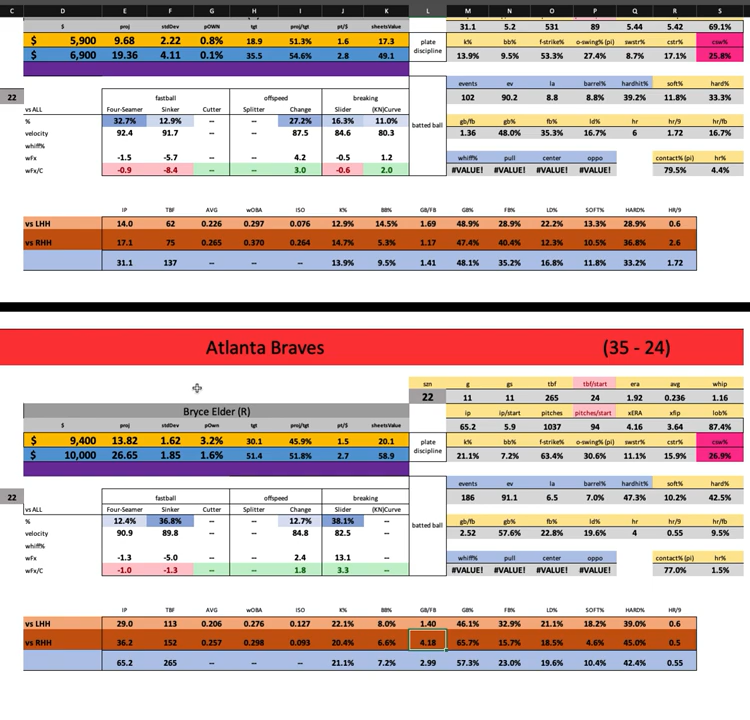 C D E F G H I J K L M N O P Q R S
$ proj stdDev pOWN tgt proj/tgt pt/$ sheetsValue 31.1 5.2 531 89 5.44 5.42 69.1%
$ 5,900 9.68 2.22 0.8% 18.9 51.3% 1.6 17.3 plate discipline k% bb% f-strike% o-swing% (pi) swstr% cstr% csw%
$ 6,900 19.36 4.11 0.1% 35.5 54.6% 2.8 49.1 13.9% 9.5% 53.3% 27.4% 8.7% 17.1% 25.8%
events ev la barrel% hardhit% soft% hard%
22 fastball offspeed breaking 102 90.2 8.8 8.8% 39.2% 11.8% 33.3%
vs ALL Four-Seamer Sinker Cutter Splitter Change Slider (KN)Curve batted ball
% 32.7% 12.9% -- -- 27.2% 16.3% 11.0% gb/fb gb% fb% ld% hr hr/9 hr/fb
velocity 92.4 91.7 -- -- 87.5 84.6 80.3 1.36 48.0% 35.3% 16.7% 6 1.72 16.7%
whiff%
wFx -1.5 -5.7 4.2 -0.5 1.2 whiff% pull center oppo contact% (pi) hr%
wFx/C -0.9 -8.4 -- -- 3.0 -0.6 2.0 #VALUE! #VALUE! #VALUE! #VALUE! 79.5% 4.4%
IP TBF AVG wOBA ISO K% BB% GB/FB GB% FB% LD% SOFT% HARD% HR/9
vs LHH 14.0 62 0.226 0.297 0.076 12.9% 14.5% 1.69 48.9% 28.9% 22.2% 13.3% 28.9% 0.6
vs RHH 17.1 75 0.265 0.370 0.264 14.7% 5.3% 1.17 47.4% 40.4% 12.3% 10.5% 36.8% 2.6
31.1 137 -- -- -- 13.9% 9.5% 1.41 48.1% 35.2% 16.8% 11.8% 33.2% 1.72
Atlanta Braves (35 - 24)
szn g gs tbf tbf/start era avg whip
22 11 11 265 24 1.92 0.236 1.16
Bryce Elder (R) ip ip/start pitches pitches/start xERA xfip lob%
$ proj stdDev pOwn tgt proj/tgt pt/$ sheetsValue 65.2 5.9 1037 94 4.16 3.64 87.4%
$ 9,400 13.82 1.62 3.2% 30.1 45.9% 1.5 20.1 plate discipline k% bb% f-strike% o-swing% (pi) swstr% cstr% csw%
$ 10,000 26.65 1.85 1.6% 51.4 51.8% 2.7 58.9 21.1% 7.2% 63.4% 30.6% 11.1% 15.9% 26.9%
events ev la barrel% hardhit% soft% hard%
22 fastball offspeed breaking 186 91.1 6.5 7.0% 47.3% 10.2% 42.5%
vs ALL Four-Seamer Sinker Cutter Splitter Change Slider (KN)Curve batted ball
% 12.4% 36.8% -- -- 12.7% 38.1% -- gb/fb gb% fb% ld% hr hr/9 hr/fb
velocity 90.9 89.8 -- -- 84.8 82.5 -- 2.52 57.6% 22.8% 19.6% 4 0.55 9.5%
whiff%
wFx -1.3 -5.0 2.4 13.1 whiff% pull center oppo contact% (pi) hr%
wFx/C -1.0 -1.3 -- -- 1.8 3.3 -- #VALUE! #VALUE! #VALUE! #VALUE! 77.0% 1.5%
IP TBF AVG wOBA ISO K% BB% GB/FB GB% FB% LD% SOFT% HARD% HR/9
vs LHH 29.0 113 0.206 0.276 0.127 22.1% 8.0% 1.40 46.1% 32.9% 21.1% 18.2% 39.0% 0.6
vs RHH 36.2 152 0.257 0.298 0.093 20.4% 6.6% 4.18 65.7% 15.7% 18.5% 4.6% 45.0% 0.5
65.2 265 -- -- -- 21.1% 7.2% 2.99 57.3% 23.0% 19.6% 10.4% 42.4% 0.55